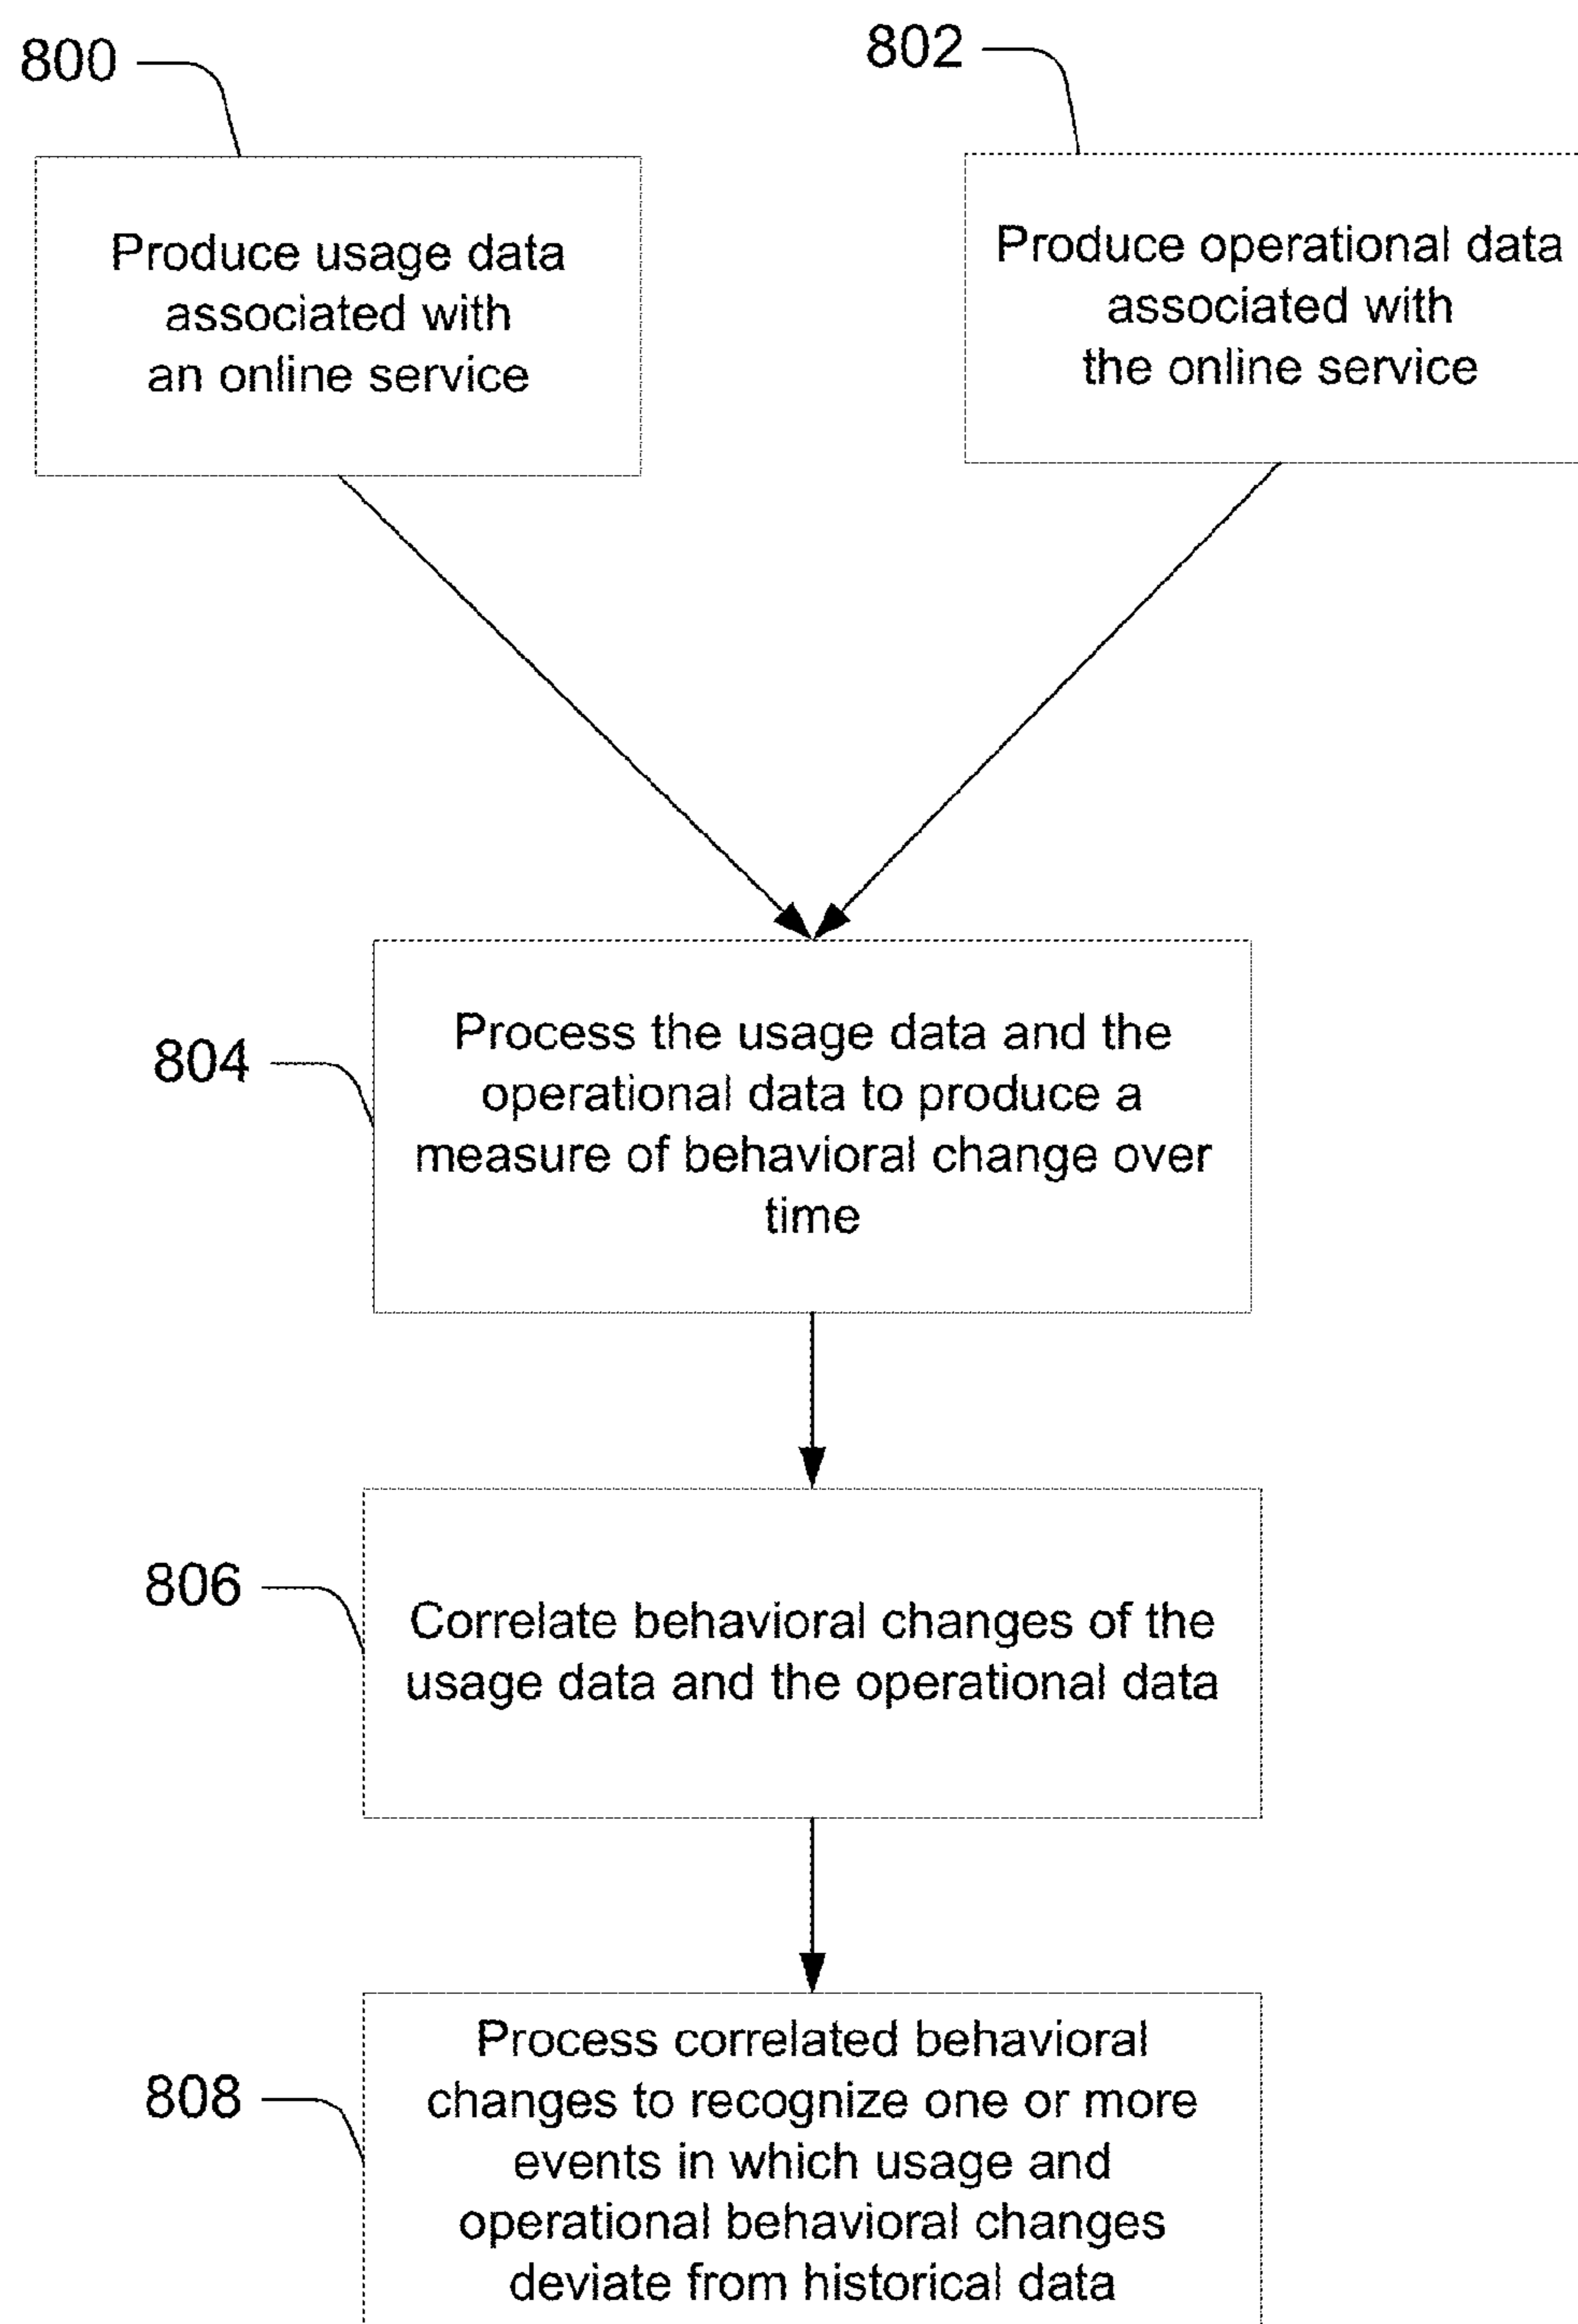 800
802
Produce usage data
associated with
an online service
Produce operational data
associated with
the online service
804
Process the usage data and the
operational data to produce a
measure of behavioral change over
time
806
Correlate behavioral changes of the
usage data and the operational data
808
Process correlated behavioral
changes to recognize one or more
events in which usage and
operational behavioral changes
deviate from historical data